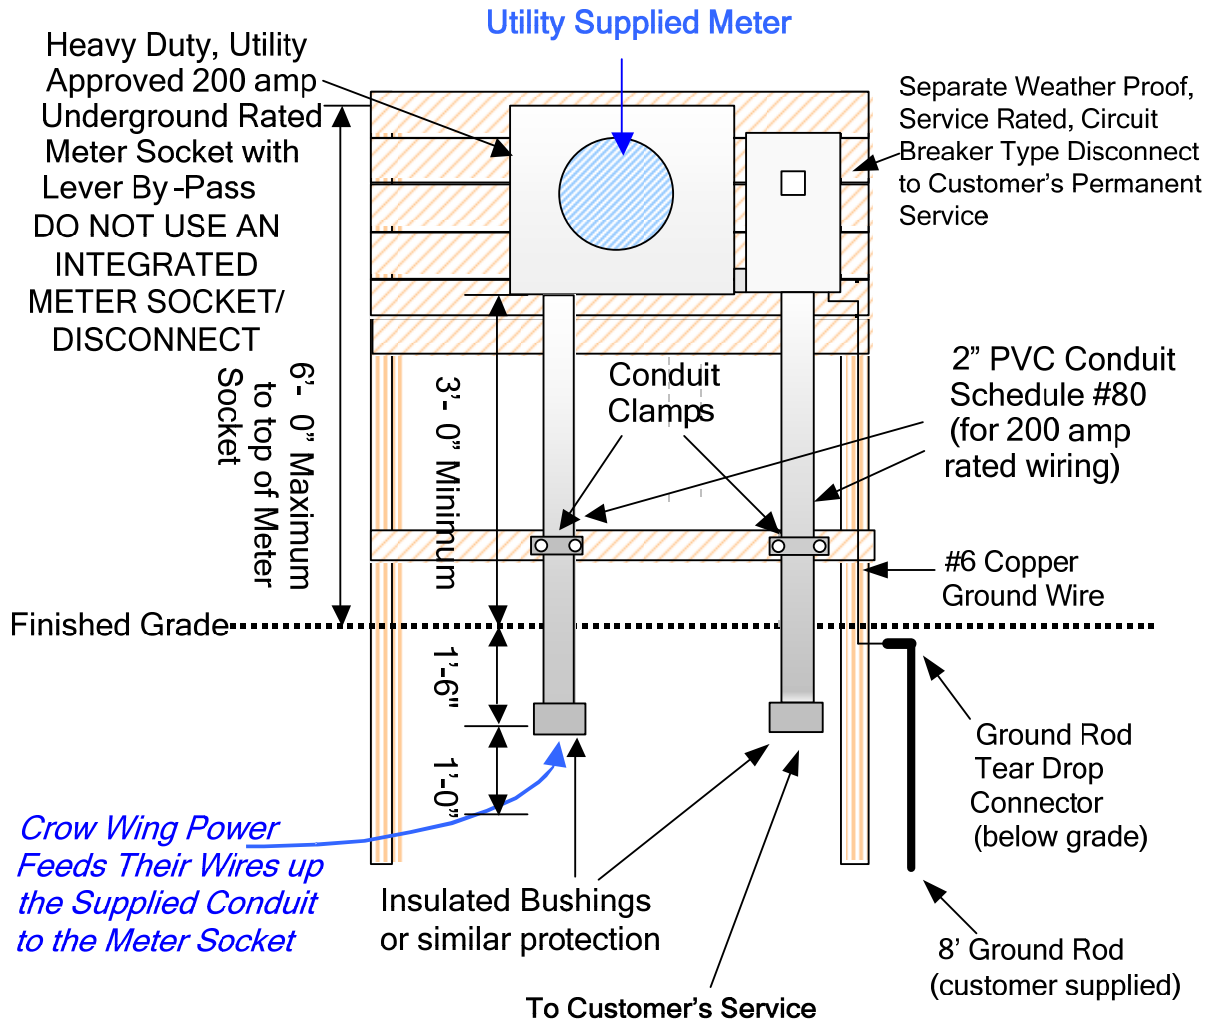 Utility Supplied Meter
Heavy Duty, Utility
Approved 200 amp
Underground Rated
Meter Socket with
Lever By-Pass
DO NOT USE AN
INTEGRATED
METER SOCKET/
DISCONNECT
Separate Weather Proof,
Service Rated, Circuit
Breaker Type Disconnect
to Customer's Permanent
Service
6'- 0" Maximum
to top of Meter
Socket
3'- 0" Minimum
Conduit
Clamps
2" PVC Conduit
Schedule #80
(for 200 amp
rated wiring)
#6 Copper
Ground Wire
Finished Grade
1'-6"
1'-0"
Ground Rod
Tear Drop
Connector
(below grade)
Crow Wing Power
Feeds Their Wires up
the Supplied Conduit
to the Meter Socket
Insulated Bushings
or similar protection
8' Ground Rod
(customer supplied)
To Customer's Service